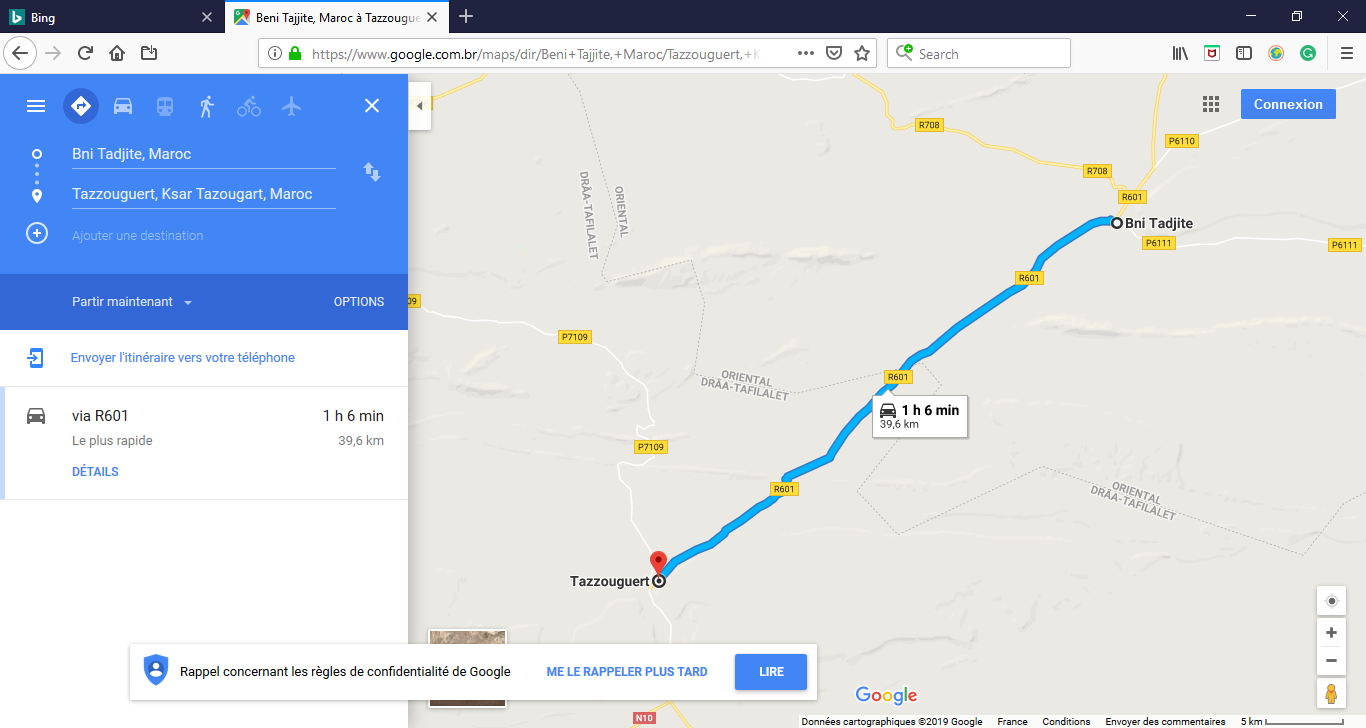 Bing
Beni Tajjite, Maroc à Tazzougue
https://www.google.com.br/maps/dir/Beni+Tajjite,+Maroc/Tazzouguert,+K
Search
Bni Tadjite, Maroc
Tazzouguert, Ksar Tazougart, Maroc
Ajouter une destination
Partir maintenant
OPTIONS
Envoyer l'itinéraire vers votre téléphone
via R601
1 h 6 min
Le plus rapide
39,6 km
DÉTAILS
Connexion
R708
P6110
R708
R601
Bni Tadjite
P6111
P6111
DRÂA-TAFILALET
ORIENTAL
R601
09
P7109
ORIENTAL
DRÂA-TAFILALET
R601
1 h 6 min
39,6 km
P7109
R601
ORIENTAL
DRÂA-TAFILALET
Tazzouguert
Rappel concernant les règles de confidentialité de Google
ME LE RAPPELER PLUS TARD
LIRE
N10
Google
Données cartographiques ©2019 Google
France
Conditions
Envoyer des commentaires
5 km